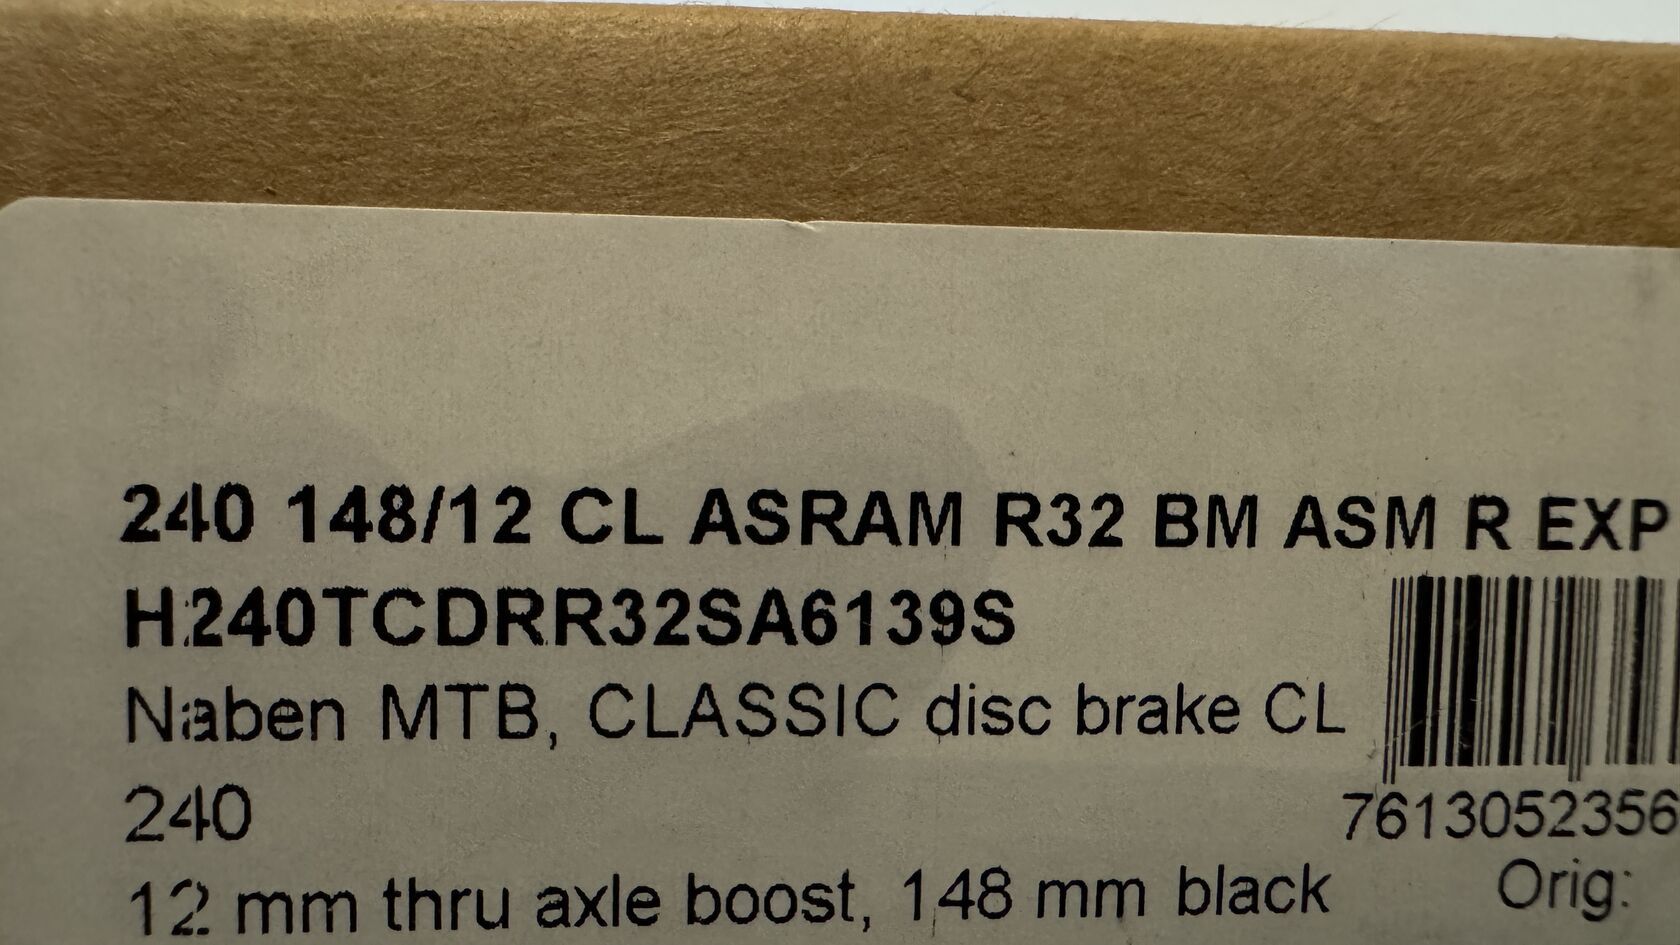 240 148/12 CL ASRAM R32 BM ASM R EXP
H240TCDRRR32SA6139S
Naben MTB, CLASSIC disc brake CL
240
7613052356
12 mm thru axle boost, 148 mm black
Orig: